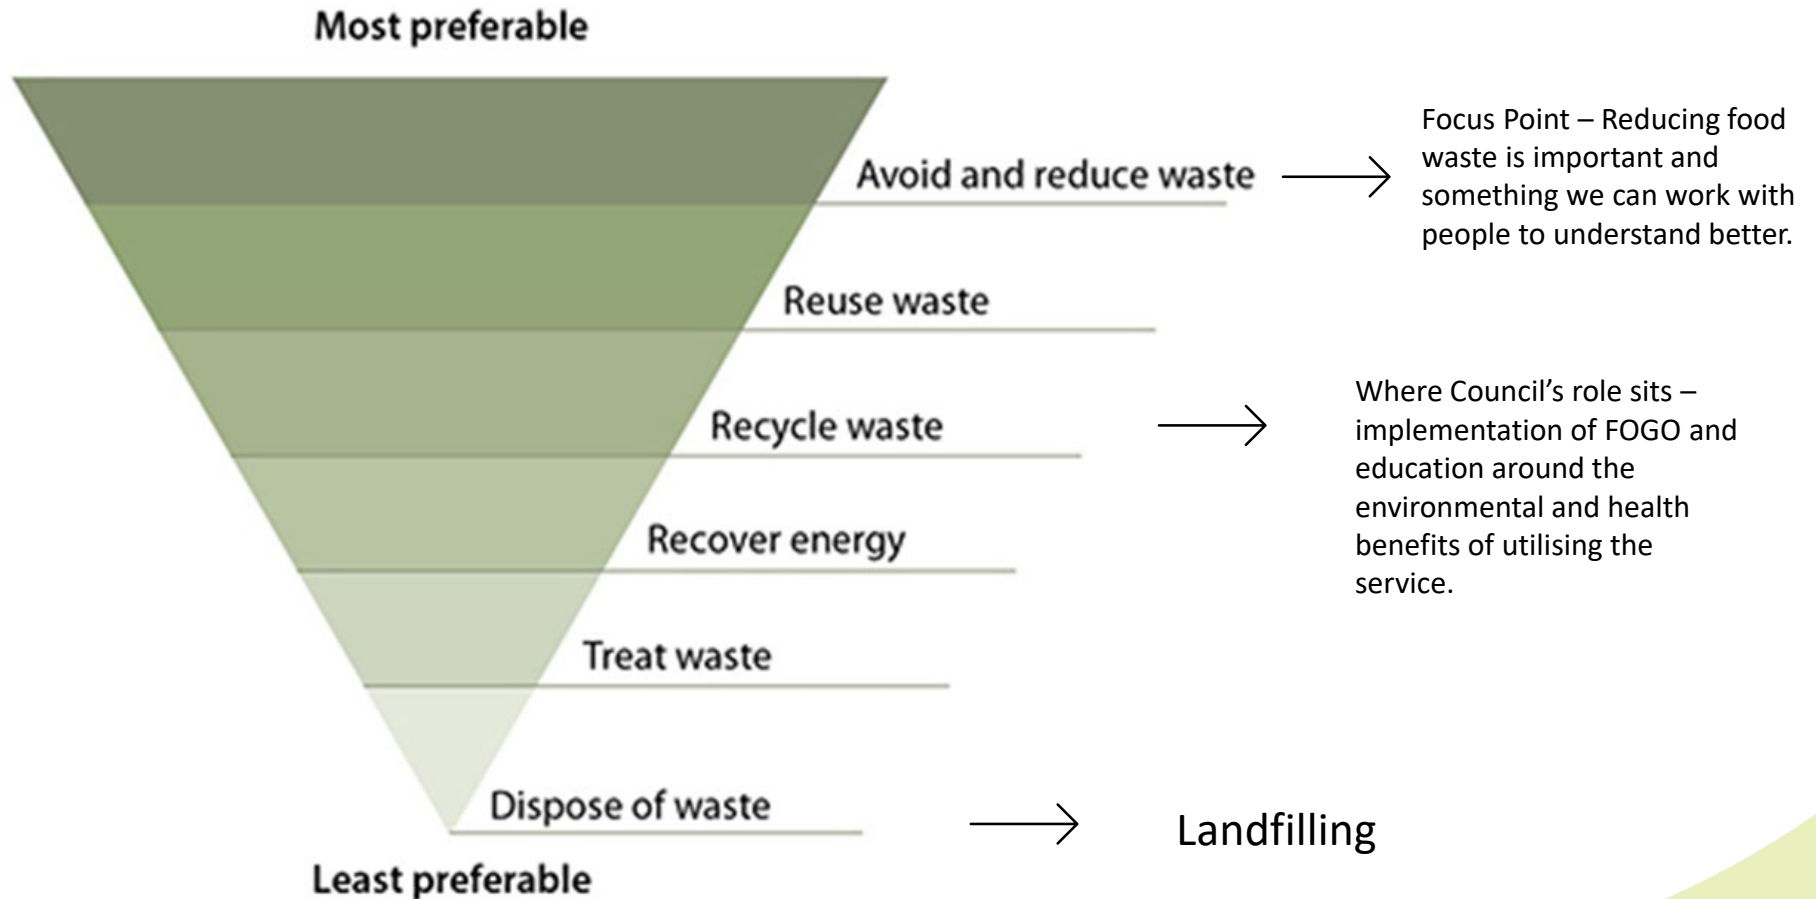 Most preferable
Avoid and reduce waste
Focus Point – Reducing food
waste is important and
something we can work with
people to understand better.
Reuse waste
Recycle waste
Where Council’s role sits –
implementation of FOGO and
education around the
environmental and health
benefits of utilising the
service.
Recover energy
Treat waste
Dispose of waste
Landfilling
Least preferable